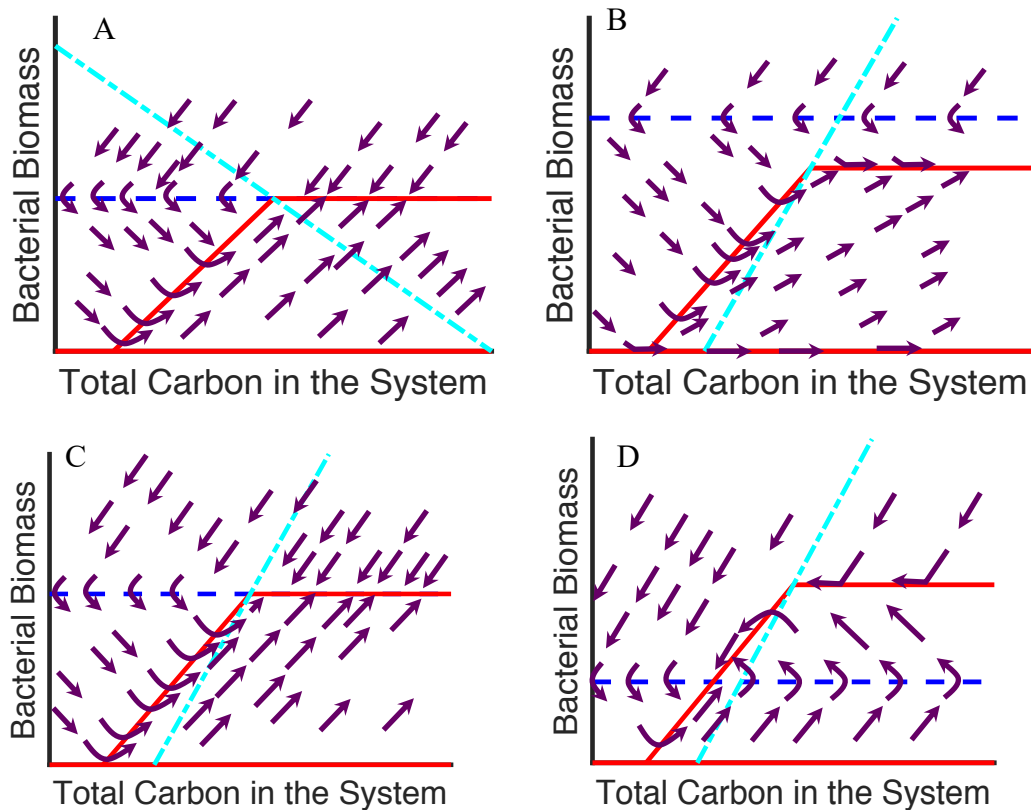 A
Bacterial Biomass
Total Carbon in the System
B
Bacterial Biomass
Total Carbon in the System
C
Bacterial Biomass
Total Carbon in the System
D
Bacterial Biomass
Total Carbon in the System